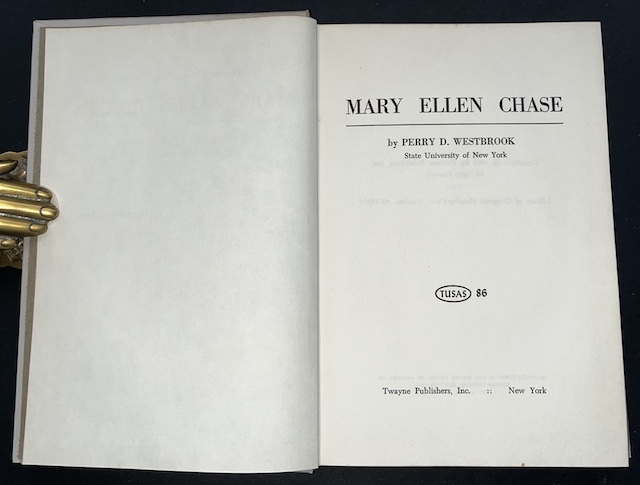 MARY ELLEN CHASE
by PERRY D. WESTBROOK
State University of New York
TUSAS 86
Twayne Publishers, Inc. :: New York